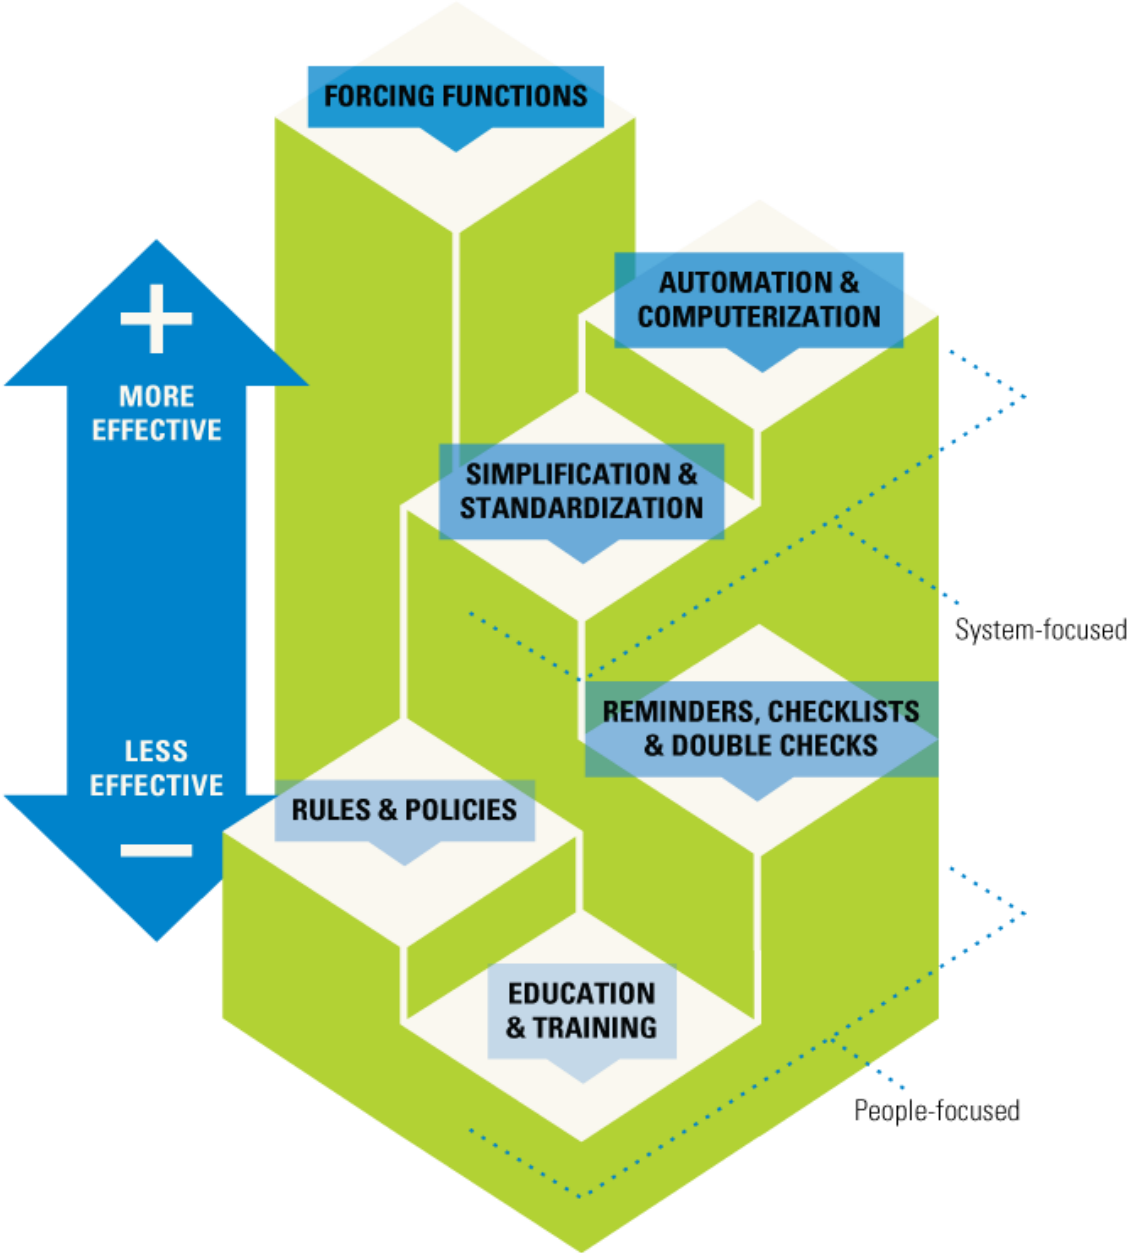 FORCING FUNCTIONS
AUTOMATION &
COMPUTERIZATION
+
MORE
EFFECTIVE
SIMPLIFICATION &
STANDARDIZATION
System-focused
REMINDERS, CHECKLISTS
& DOUBLE CHECKS
LESS
EFFECTIVE
—
RULES & POLICIES
EDUCATION
& TRAINING
People-focused